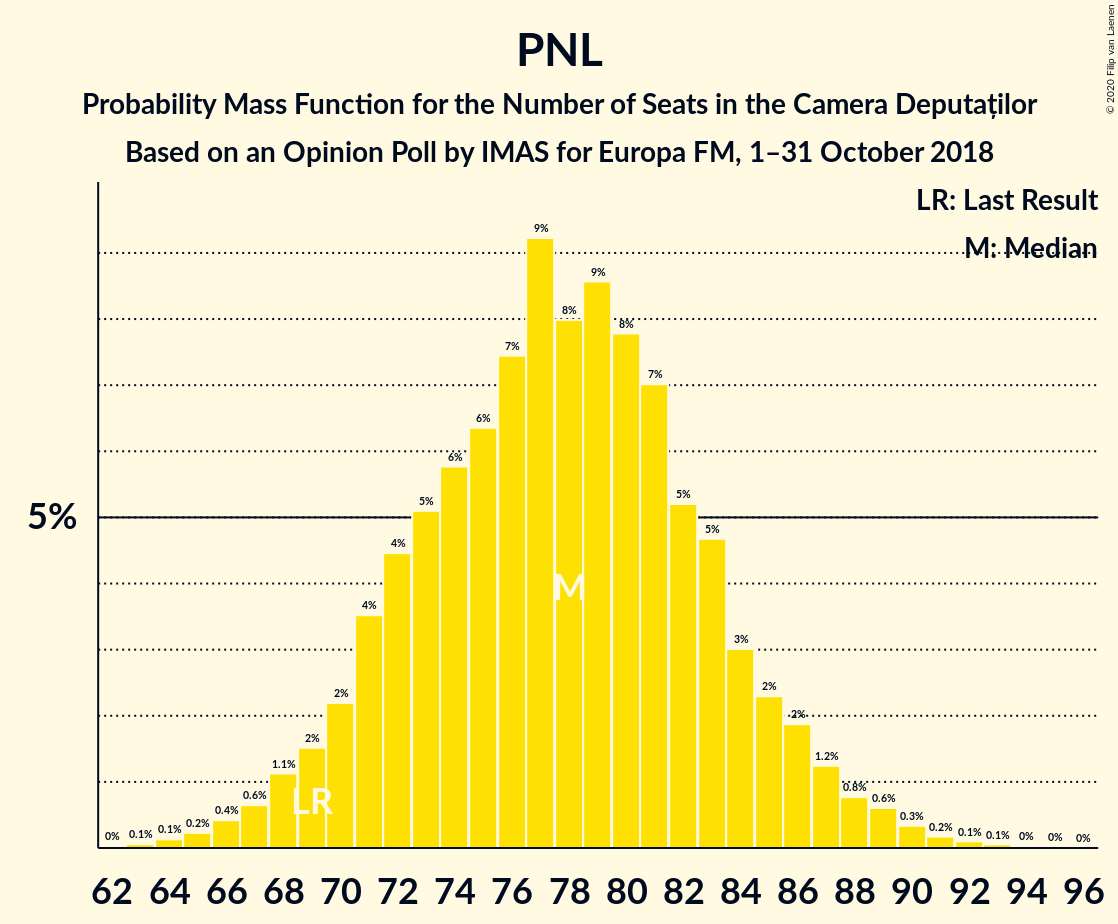 PNL
Probability Mass Function for the Number of Seats in the Camera Deputaților
Based on an Opinion Poll by IMAS for Europa FM, 1–31 October 2018
© 2020 Filip van Laenen
LR: Last Result
M: Median
5%
0% 0.1% 0.1% 0.2% 0.4% 0.6% 1.1% 2% 2% 4% 4% 5% 6% 6% 7% 9% 8% 9% 8% 7% 5% 5% 3% 2% 2% 1.2% 0.8% 0.6% 0.3% 0.2% 0.1% 0.1% 0% 0% 0%
M
LR
62 64 66 68 70 72 74 76 78 80 82 84 86 88 90 92 94 96